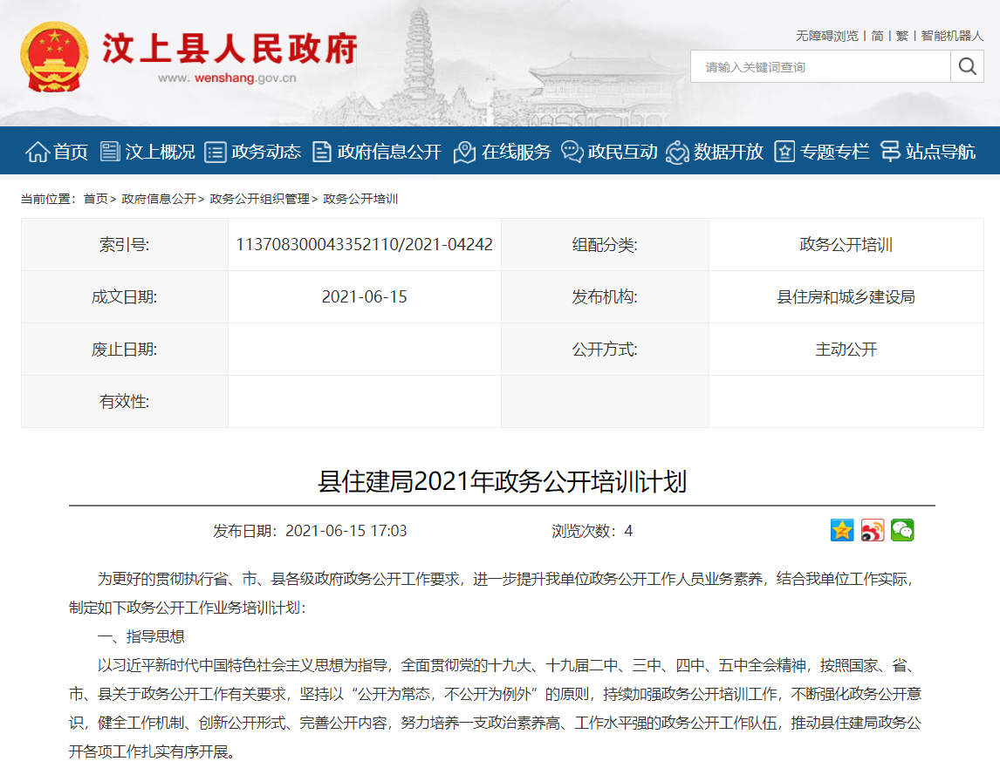 汶上县人民政府
www. wenshang.gov.cn
无障碍浏览 | 简 | 繁 | 智能机器人
请输入关键词查询
首页 汶上概况 政务动态 政府信息公开 在线服务 政民互动 数据开放 专题专栏 站点导航
当前位置：首页> 政府信息公开> 政务公开组织管理> 政务公开培训
索引号: 113708300043352110/2021-04242 组配分类: 政务公开培训
成文日期: 2021-06-15 发布机构: 县住房和城乡建设局
废止日期: 公开方式: 主动公开
有效性:
县住建局2021年政务公开培训计划
发布日期：2021-06-15 17:03 浏览次数：4
为更好的贯彻执行省、市、县各级政府政务公开工作要求，进一步提升我单位政务公开工作人员业务素养，结合我单位工作实际，
制定如下政务公开工作业务培训计划：
一、指导思想
以习近平新时代中国特色社会主义思想为指导，全面贯彻党的十九大、十九届二中、三中、四中、五中全会精神，按照国家、省、
市、县关于政务公开工作有关要求，坚持以“公开为常态，不公开为例外”的原则，持续加强政务公开培训工作，不断强化政务公开意
识，健全工作机制、创新公开形式、完善公开内容，努力培养一支政治素养高、工作水平强的政务公开工作队伍，推动县住建局政务公
开各项工作扎实有序开展。